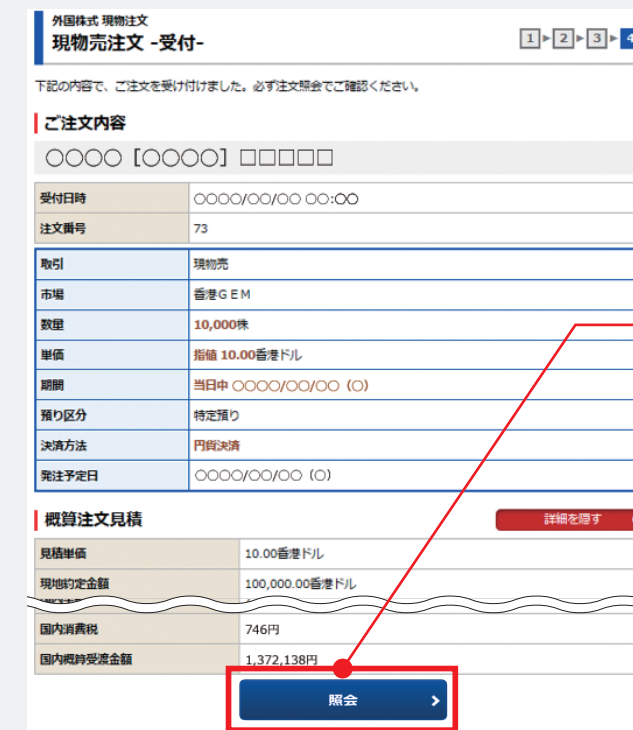 外国株式 現物注文
現物売注文 -受付-
1 2 3 4
下記の内容で、ご注文を受け付けました。必ず注文照会でご確認ください。
ご注文内容
○○○○ [○○○○] □□□□□
受付日時 ○○○○/○○/○○ ○○:○○
注文番号 73
取引 現物売
市場 香港GEM
数量 10,000株
単価 指値 10.00香港ドル
期間 当日中 ○○○○/○○/○○ (○)
預り区分 特定預り
決済方法 円貨決済
発注予定日 ○○○○/○○/○○ (○)
概算注文見積
詳細を隠す
見積単価 10.00香港ドル
現地約定金額 100,000.00香港ドル
国内消費税 746円
国内概算受渡金額 1,372,138円
照会